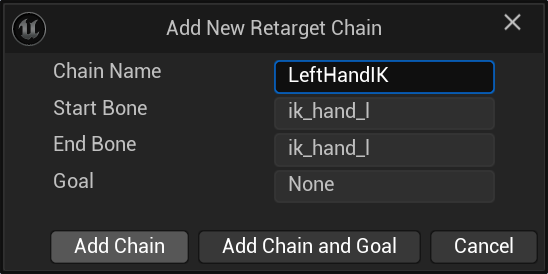 Add New Retarget Chain
Chain Name LeftHandIK
Start Bone ik_hand_l
End Bone ik_hand_l
Goal None
Add Chain Add Chain and Goal Cancel